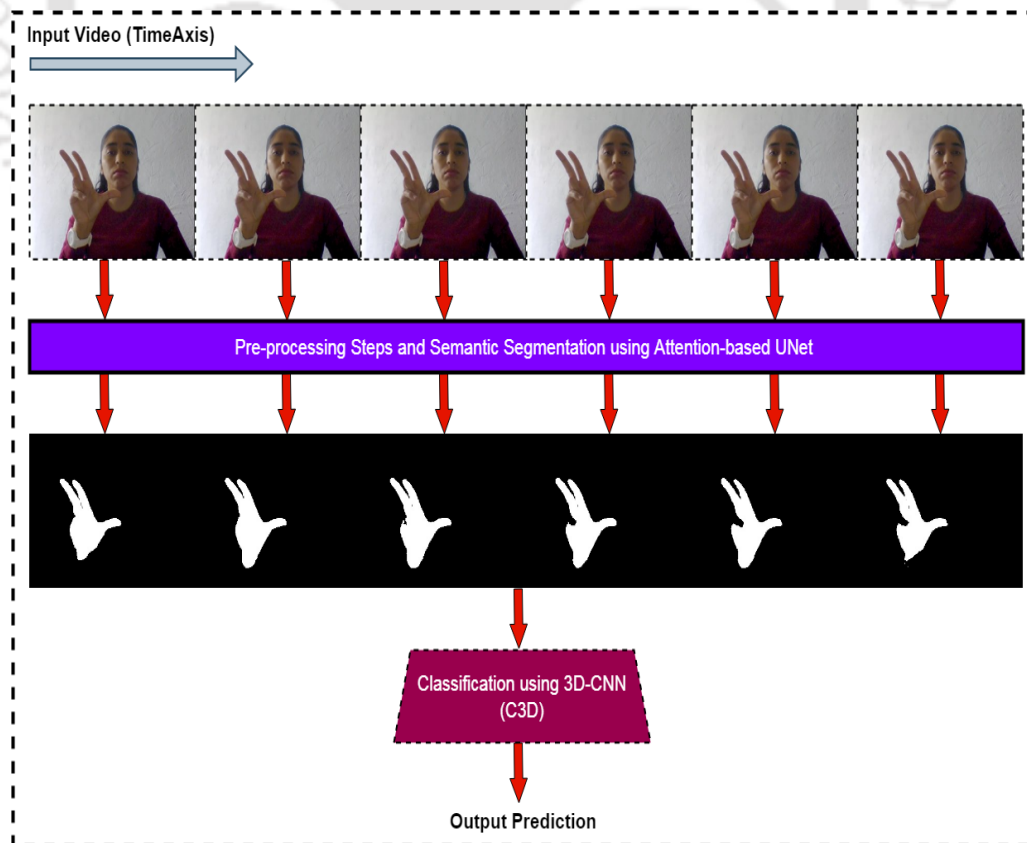 Input Video (TimeAxis)
Pre-processing Steps and Semantic Segmentation using Attention-based UNet
Classification using 3D-CNN
(C3D)
Output Prediction